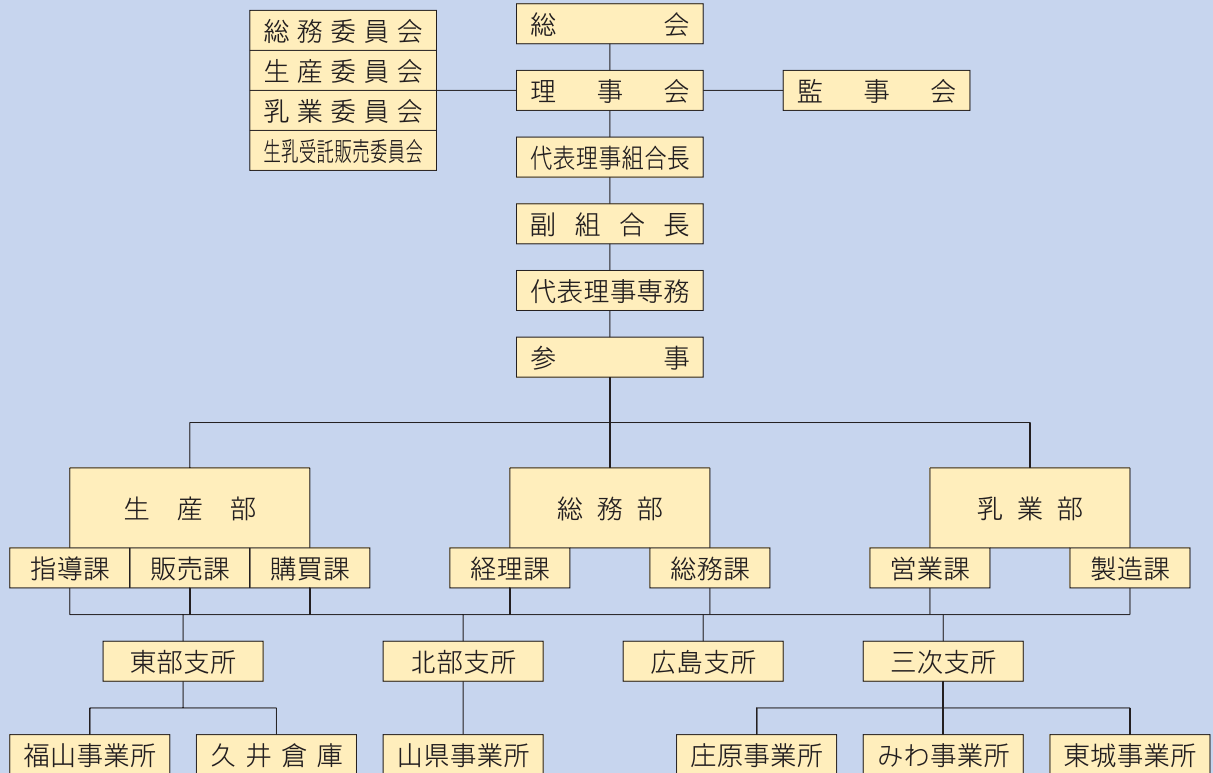 総務委員会
生産委員会
乳業委員会
生乳受託販売委員会
総会
理事会
監事会
代表理事組合長
副組合長
代表理事専務
参事
生産部
総務部
乳業部
指導課
販売課
購買課
経理課
総務課
営業課
製造課
東部支所
北部支所
広島支所
三次支所
福山事業所
久井倉庫
山県事業所
庄原事業所
みわ事業所
東城事業所